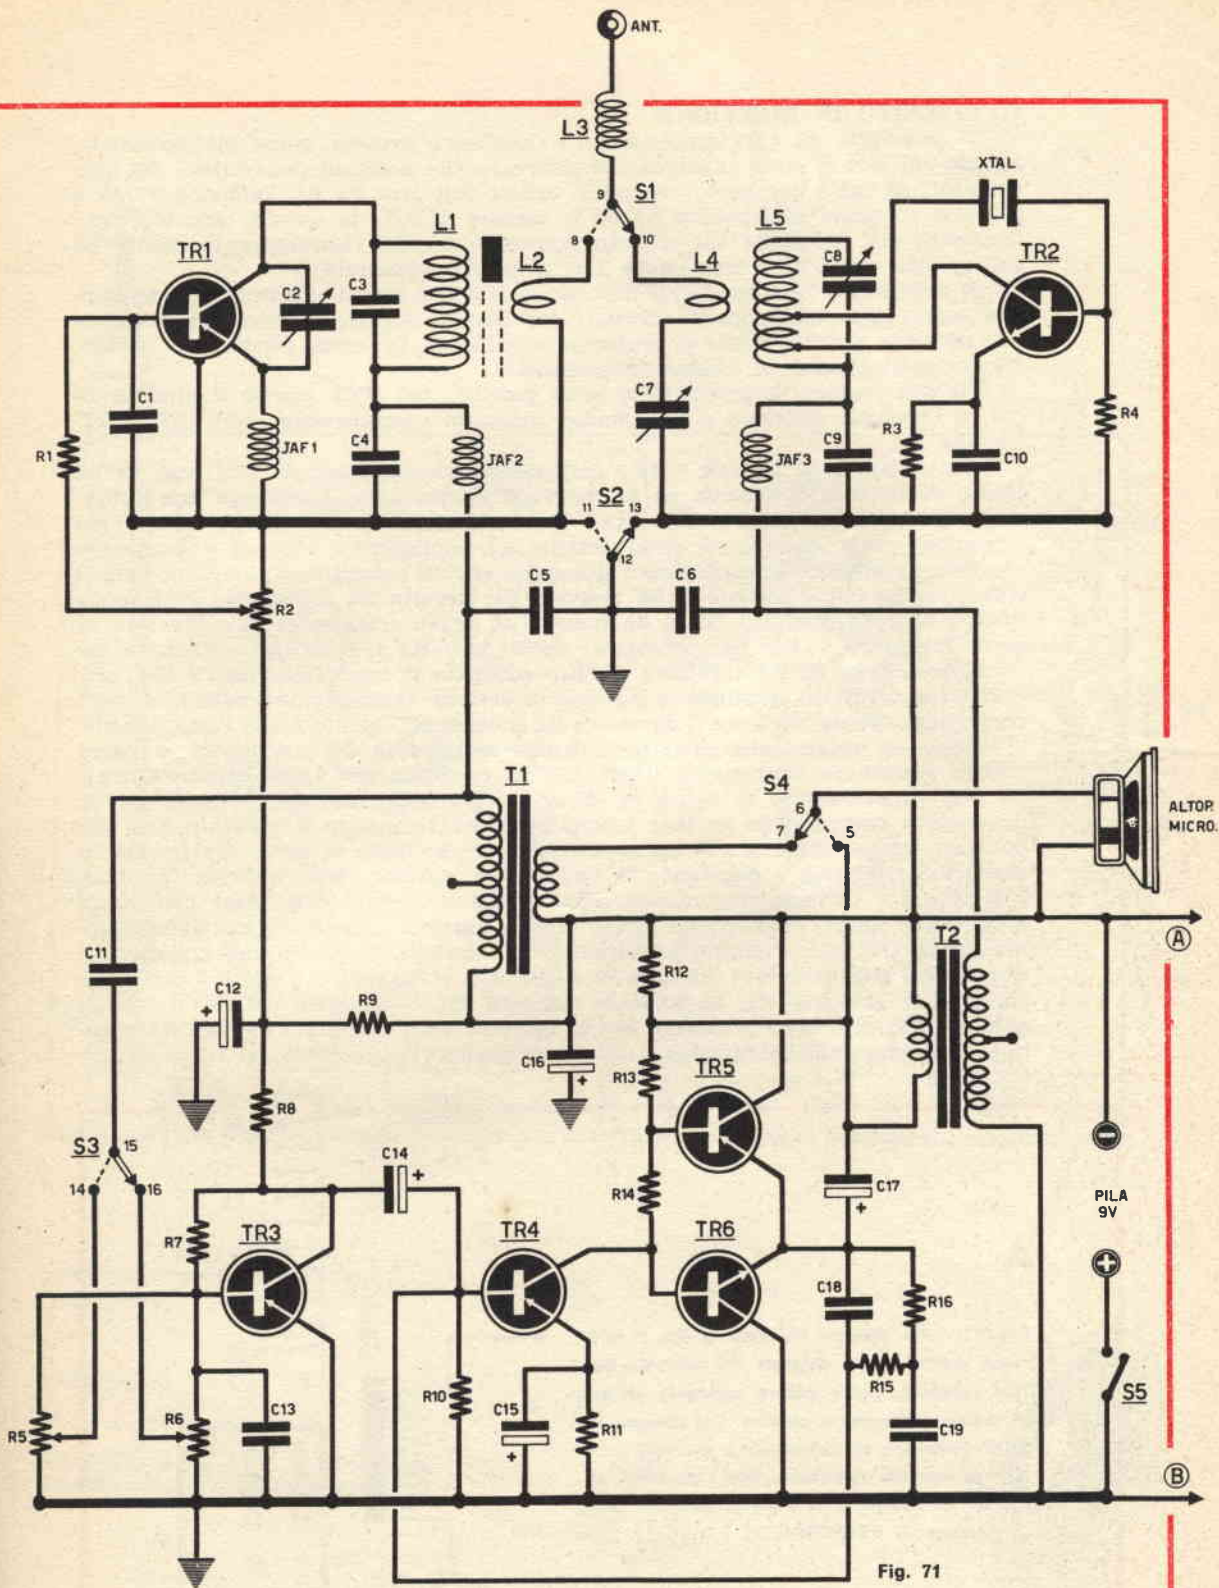 ANT.
L3
XTAL
9
S1
8
10
L1
L5
TR1
L2
L4
C8
TR2
C2
C3
C7
C1
R3
R4
R1
JAF1
C4
JAF2
JAF3
C9
C10
S2
11
13
12
C5
C6
R2
T1
S4
6
7
5
ALTOP.
MICRO.
A
C11
R12
T2
C12
+
R9
C16
+
R13
TR5
R8
S3
15
14
16
C14
+
R14
C17
+
PILA
9V
R7
TR3
TR4
TR6
C18
R16
R10
R15
S5
R5
R6
C13
C15
+
R11
C19
B
Fig. 71